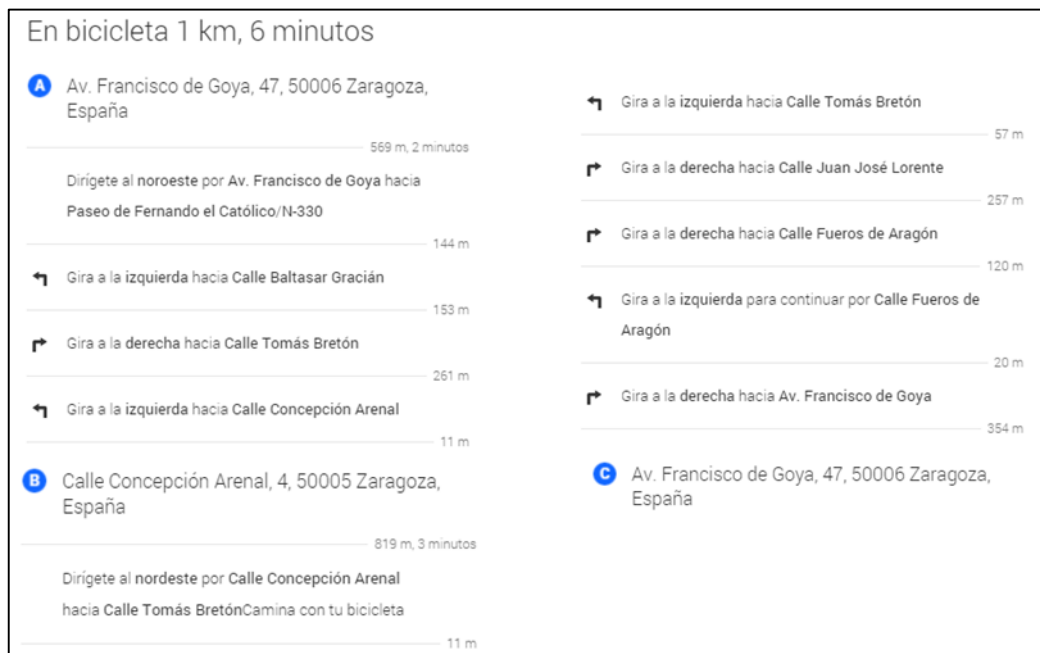 En bicicleta 1 km, 6 minutos
A
Av. Francisco de Goya, 47, 50006 Zaragoza,
España
569 m, 2 minutos
Dirígete al noroeste por Av. Francisco de Goya hacia
Paseo de Fernando el Católico/N-330
144 m
Gira a la izquierda hacia Calle Baltasar Gracián
153 m
Gira a la derecha hacia Calle Tomás Bretón
261 m
Gira a la izquierda hacia Calle Concepción Arenal
11 m
B
Calle Concepción Arenal, 4, 50005 Zaragoza,
España
819 m, 3 minutos
Dirígete al nordeste por Calle Concepción Arenal
hacia Calle Tomás BretónCamina con tu bicicleta
11 m
Gira a la izquierda hacia Calle Tomás Bretón
57 m
Gira a la derecha hacia Calle Juan José Lorente
257 m
Gira a la derecha hacia Calle Fueros de Aragón
120 m
Gira a la izquierda para continuar por Calle Fueros de
Aragón
20 m
Gira a la derecha hacia Av. Francisco de Goya
354 m
C
Av. Francisco de Goya, 47, 50006 Zaragoza,
España